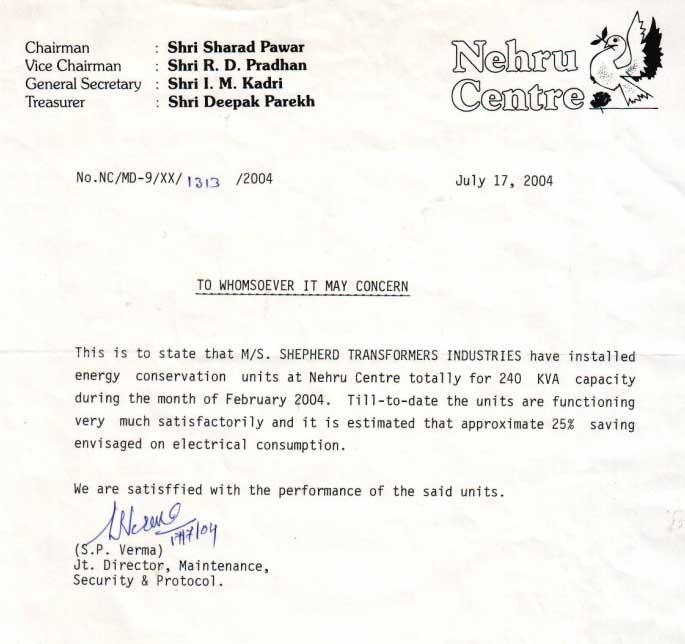 Chairman : Shri Sharad Pawar
Vice Chairman : Shri R. D. Pradhan
General Secretary : Shri I. M. Kadri
Treasurer : Shri Deepak Parekh
Nehru
Centre
No.NC/MD-9/XX/ 1313 /2004
July 17, 2004
TO WHOMSOEVER IT MAY CONCERN
This is to state that M/S. SHEPHERD TRANSFORMERS INDUSTRIES have installed
energy conservation units at Nehru Centre totally for 240 KVA capacity
during the month of February 2004. Till-to-date the units are functioning
very much satisfactorily and it is estimated that approximate 25% saving
envisaged on electrical consumption.
We are satisffied with the performance of the said units.
17/7/04
(S.P. Verma)
Jt. Director, Maintenance,
Security & Protocol.